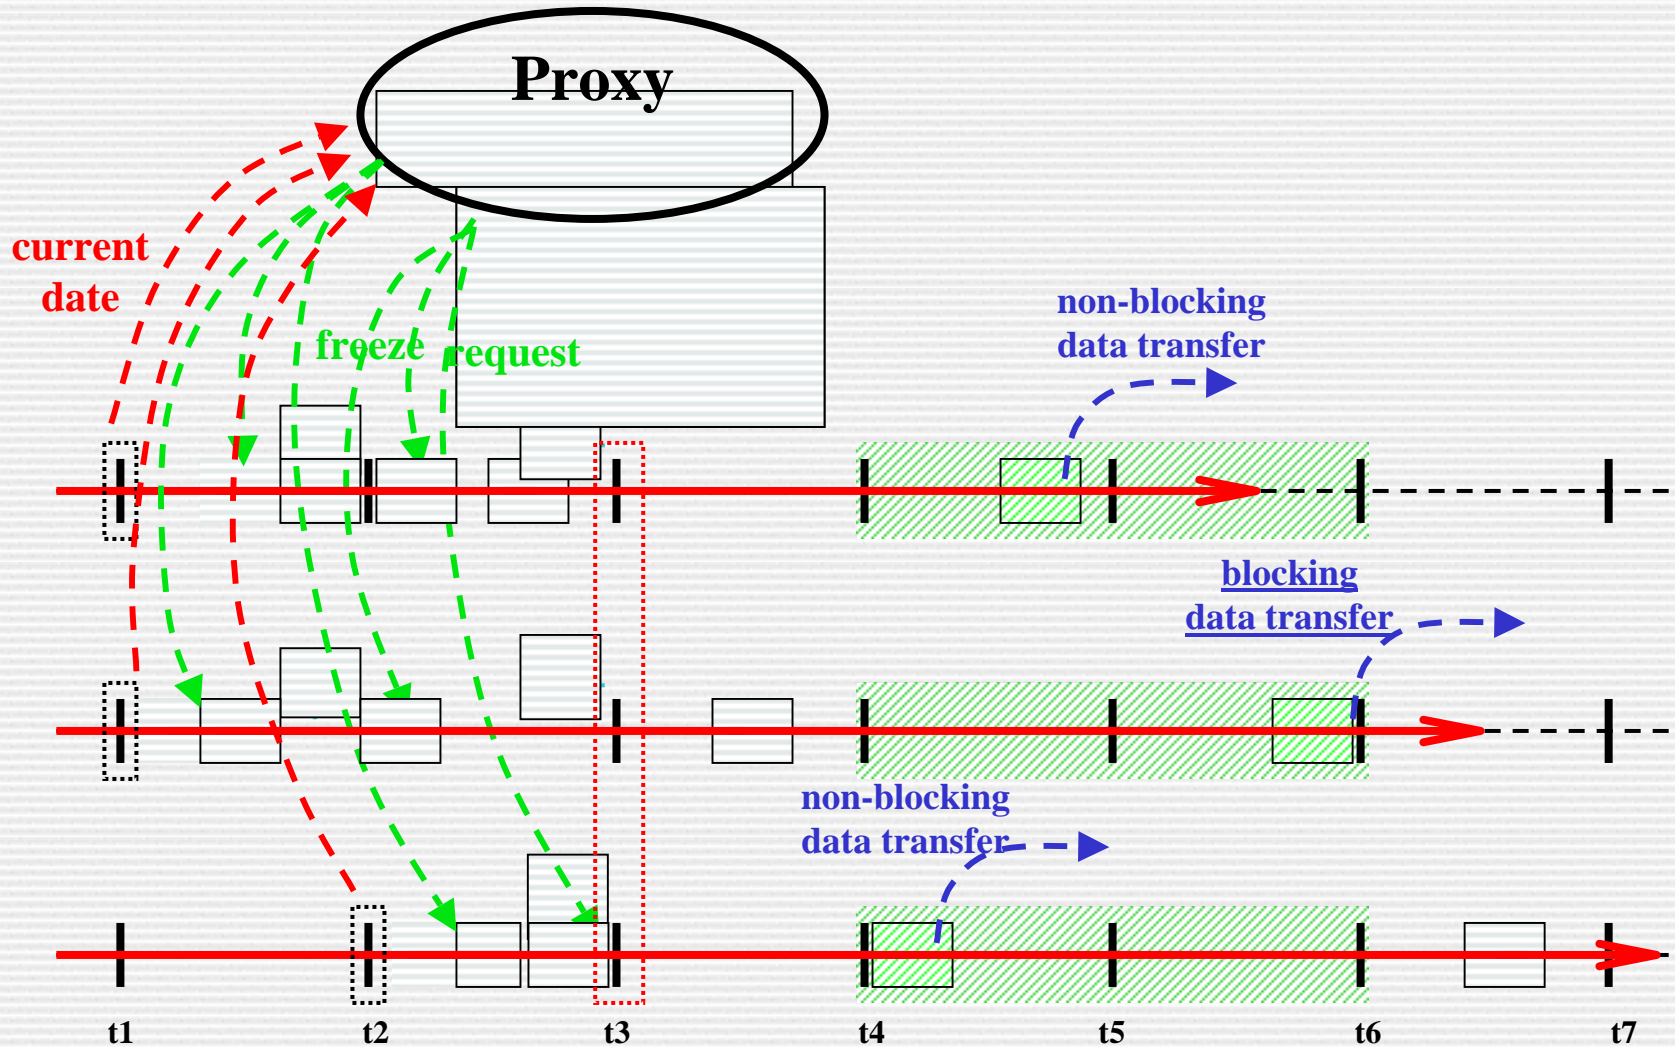 Proxy
current
date
freeze
request
non-blocking
data transfer
blocking
data transfer
non-blocking
data transfer
t1
t2
t3
t4
t5
t6
t7